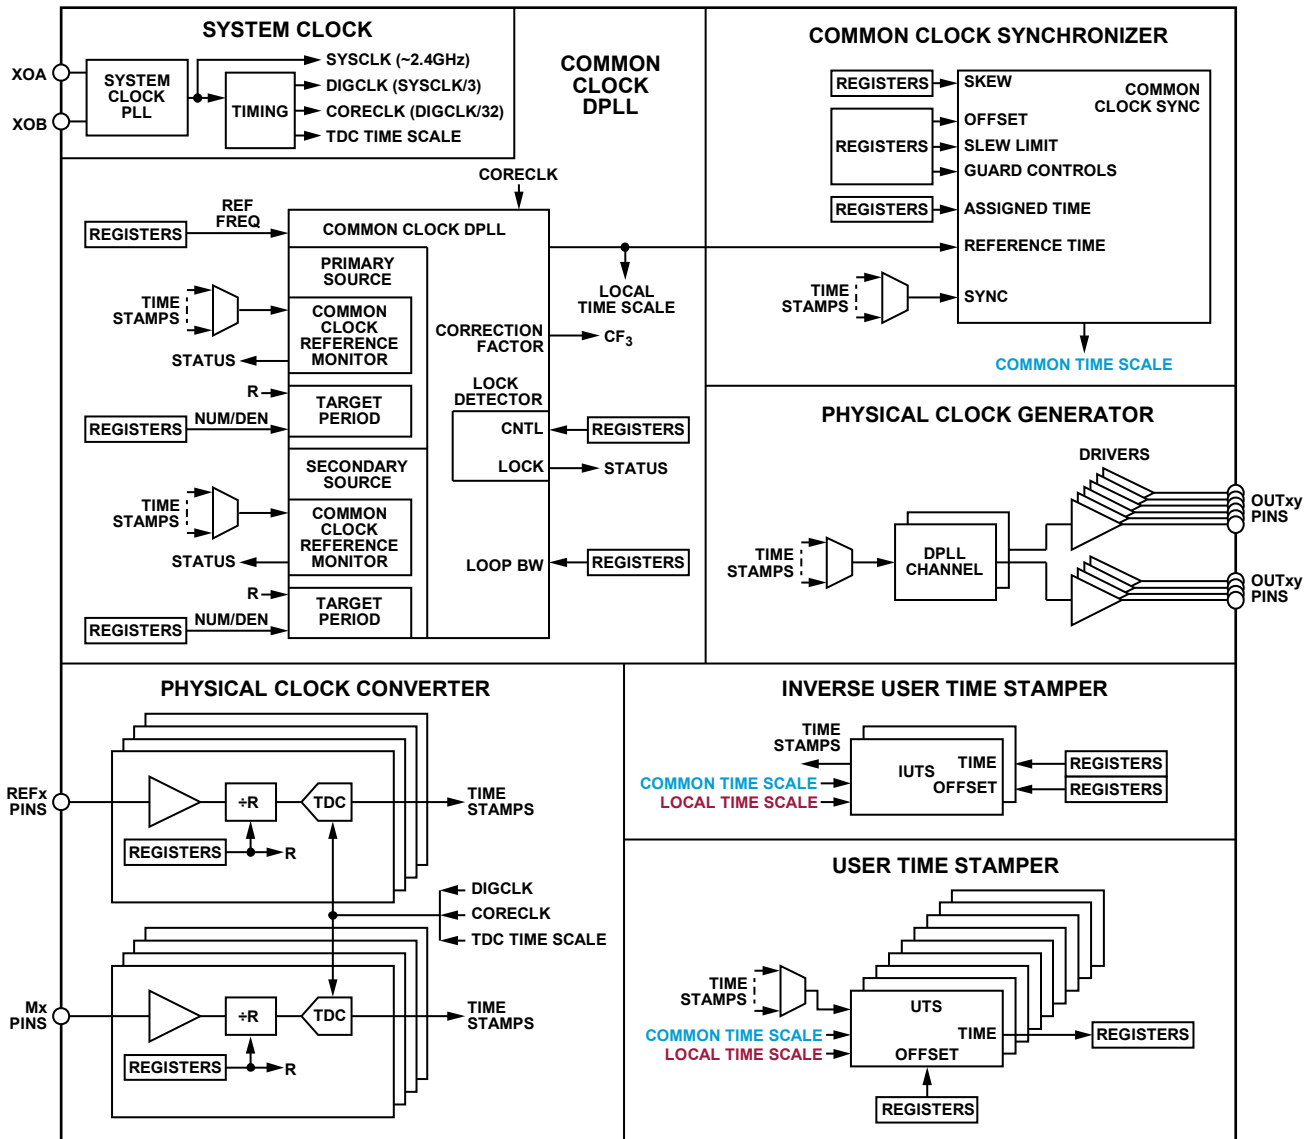 SYSTEM CLOCK
XOA
XOB
SYSTEM
CLOCK
PLL
TIMING
SYSCLK (~2.4GHz)
DIGCLK (SYSCLK/3)
CORECLK (DIGCLK/32)
TDC TIME SCALE
COMMON
CLOCK
DPLL
CORECLK
REF
FREQ
REGISTERS
COMMON CLOCK DPLL
PRIMARY
SOURCE
TIME
STAMPS
COMMON
CLOCK
REFERENCE
MONITOR
STATUS
R
TARGET
PERIOD
NUM/DEN
REGISTERS
SECONDARY
SOURCE
TIME
STAMPS
COMMON
CLOCK
REFERENCE
MONITOR
STATUS
R
TARGET
PERIOD
NUM/DEN
REGISTERS
LOCAL
TIME SCALE
CORRECTION
FACTOR
CF3
LOCK
DETECTOR
CNTL
REGISTERS
LOCK
STATUS
LOOP BW
REGISTERS
COMMON CLOCK SYNCHRONIZER
REGISTERS
SKEW
COMMON
CLOCK SYNC
REGISTERS
OFFSET
SLEW LIMIT
GUARD CONTROLS
REGISTERS
ASSIGNED TIME
REFERENCE TIME
TIME
STAMPS
SYNC
COMMON TIME SCALE
PHYSICAL CLOCK GENERATOR
DRIVERS
TIME
STAMPS
DPLL
CHANNEL
OUTxy
PINS
OUTxy
PINS
PHYSICAL CLOCK CONVERTER
REFx
PINS
÷R
TDC
TIME
STAMPS
REGISTERS
R
DIGCLK
CORECLK
TDC TIME SCALE
Mx
PINS
÷R
TDC
TIME
STAMPS
REGISTERS
R
INVERSE USER TIME STAMPER
TIME
STAMPS
COMMON TIME SCALE
LOCAL TIME SCALE
IUTS
TIME
OFFSET
REGISTERS
REGISTERS
USER TIME STAMPER
TIME
STAMPS
COMMON TIME SCALE
LOCAL TIME SCALE
UTS
TIME
OFFSET
REGISTERS
REGISTERS